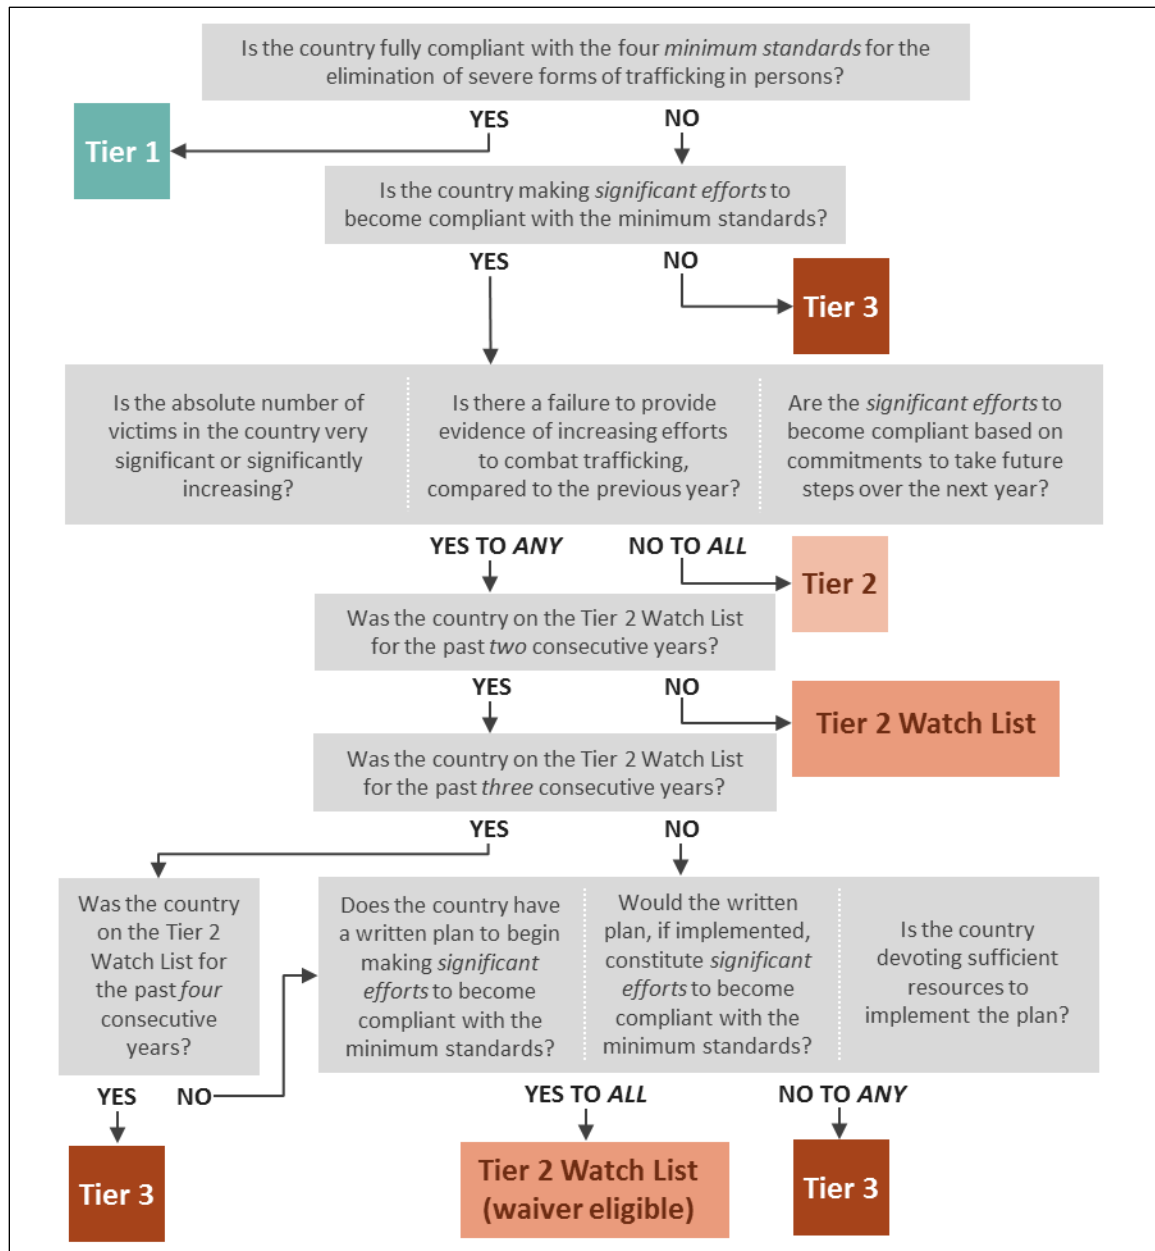 Is the country fully compliant with the four minimum standards for the
elimination of severe forms of trafficking in persons?
YES
NO
Tier 1
Is the country making significant efforts to
become compliant with the minimum standards?
YES
NO
Tier 3
Is the absolute number of
victims in the country very
significant or significantly
increasing?
Is there a failure to provide
evidence of increasing efforts
to combat trafficking,
compared to the previous year?
Are the significant efforts to
become compliant based on
commitments to take future
steps over the next year?
YES TO ANY
NO TO ALL
Tier 2
Was the country on the Tier 2 Watch List
for the past two consecutive years?
YES
NO
Tier 2 Watch List
Was the country on the Tier 2 Watch List
for the past three consecutive years?
YES
NO
Was the country
on the Tier 2
Watch List for
the past four
consecutive
years?
Does the country have
a written plan to begin
making significant
efforts to become
compliant with the
minimum standards?
Would the written
plan, if implemented,
constitute significant
efforts to become
compliant with the
minimum standards?
Is the country
devoting sufficient
resources to
implement the plan?
YES
NO
YES TO ALL
NO TO ANY
Tier 3
Tier 2 Watch List
(waiver eligible)
Tier 3